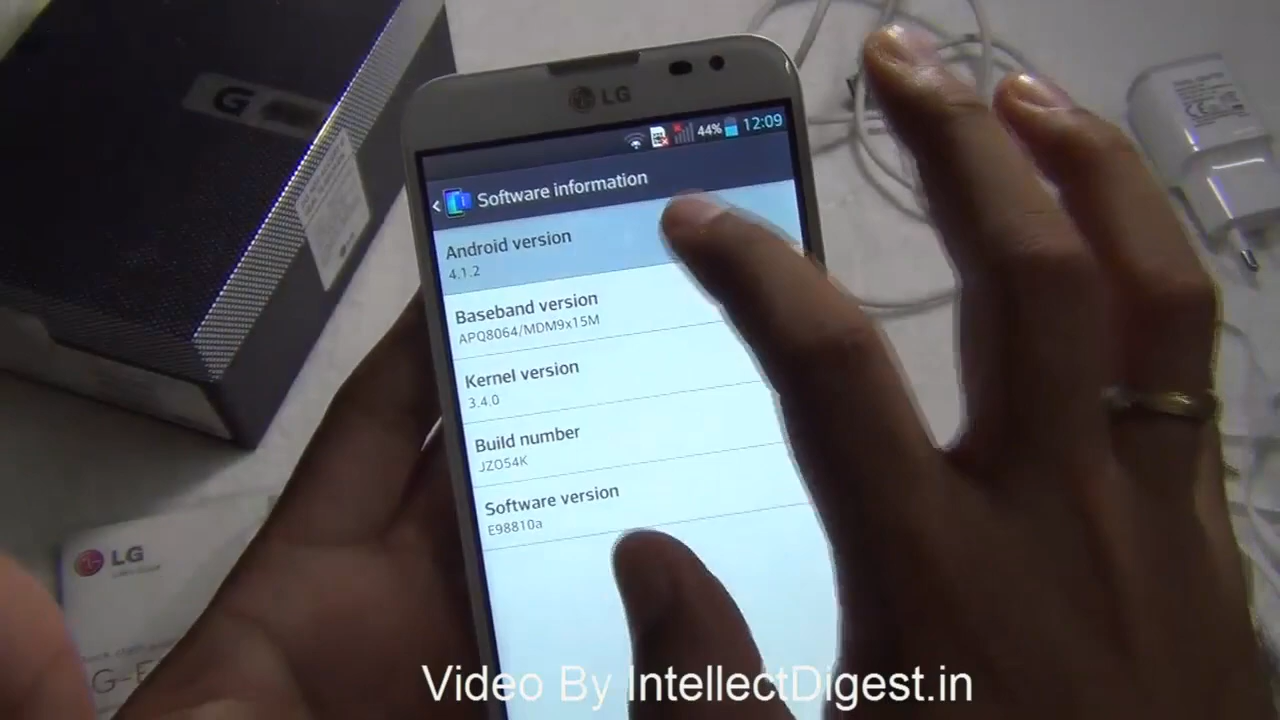 G
LG
44% 12:09
Software information
Android version
4.1.2
Baseband version
APQ8064/MDM9x15M
Kernel version
3.4.0
Build number
JZO54K
Software version
E98810a
LG
Video By IntellectDigest.in